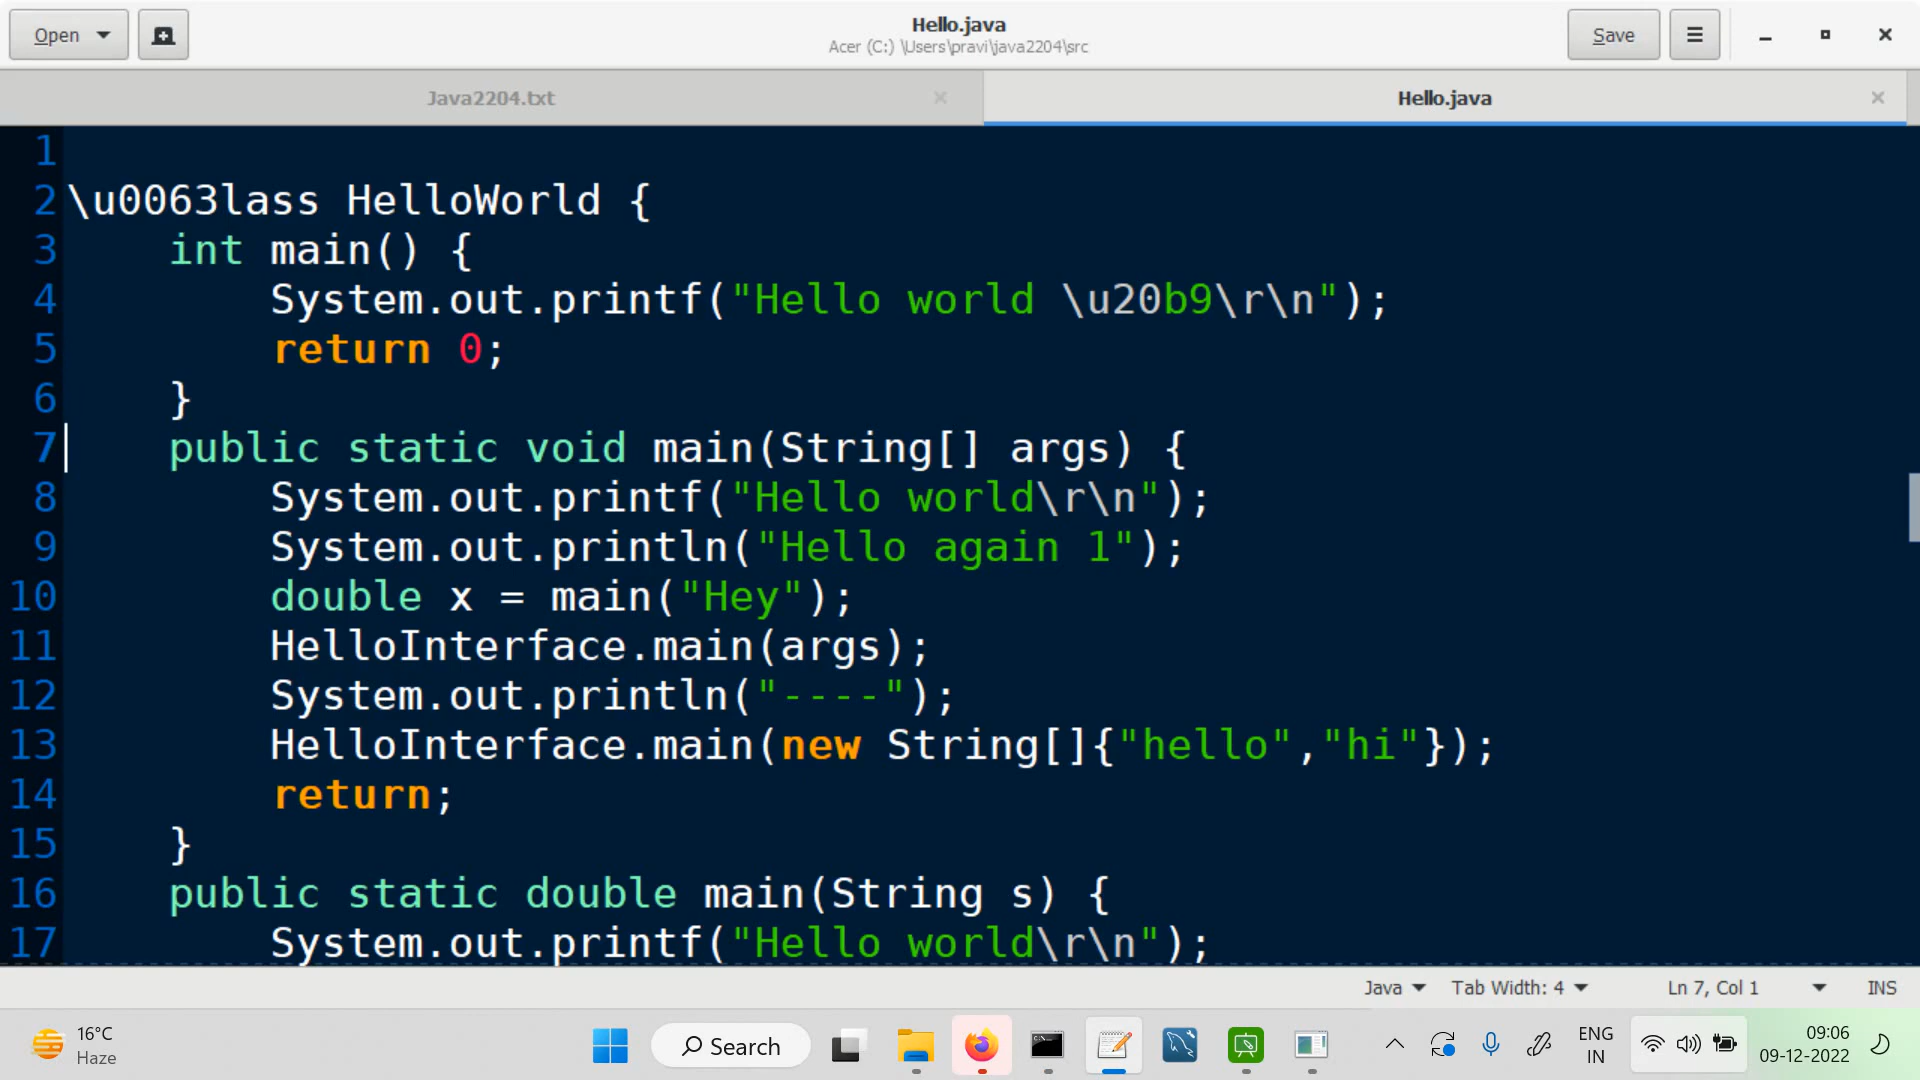 Open
Hello.java
Acer (C:) \Users\pravi\java2204\src
Save
Java2204.txt
Hello.java
1
2 \u0063lass HelloWorld {
3     int main() {
4         System.out.printf("Hello world \u20b9\r\n");
5         return 0;
6     }
7     public static void main(String[] args) {
8         System.out.printf("Hello world\r\n");
9         System.out.println("Hello again 1");
10         double x = main("Hey");
11         HelloInterface.main(args);
12         System.out.println("----");
13         HelloInterface.main(new String[]{"hello","hi"});
14         return;
15     }
16     public static double main(String s) {
17         System.out.printf("Hello world\r\n");
Java Tab Width: 4 Ln 7, Col 1 INS
16°C
Haze
Search
ENG
IN
09:06
09-12-2022